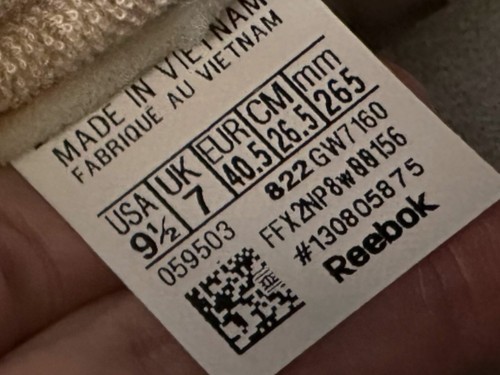 MADE IN VIETNAM
FABRIQUE AU VIETNAM
USA UK EUR CM mm
9½ 7 40.5 26.5 265
059503 822 GW7160
FFX2NP8W
#130805875
Reebok